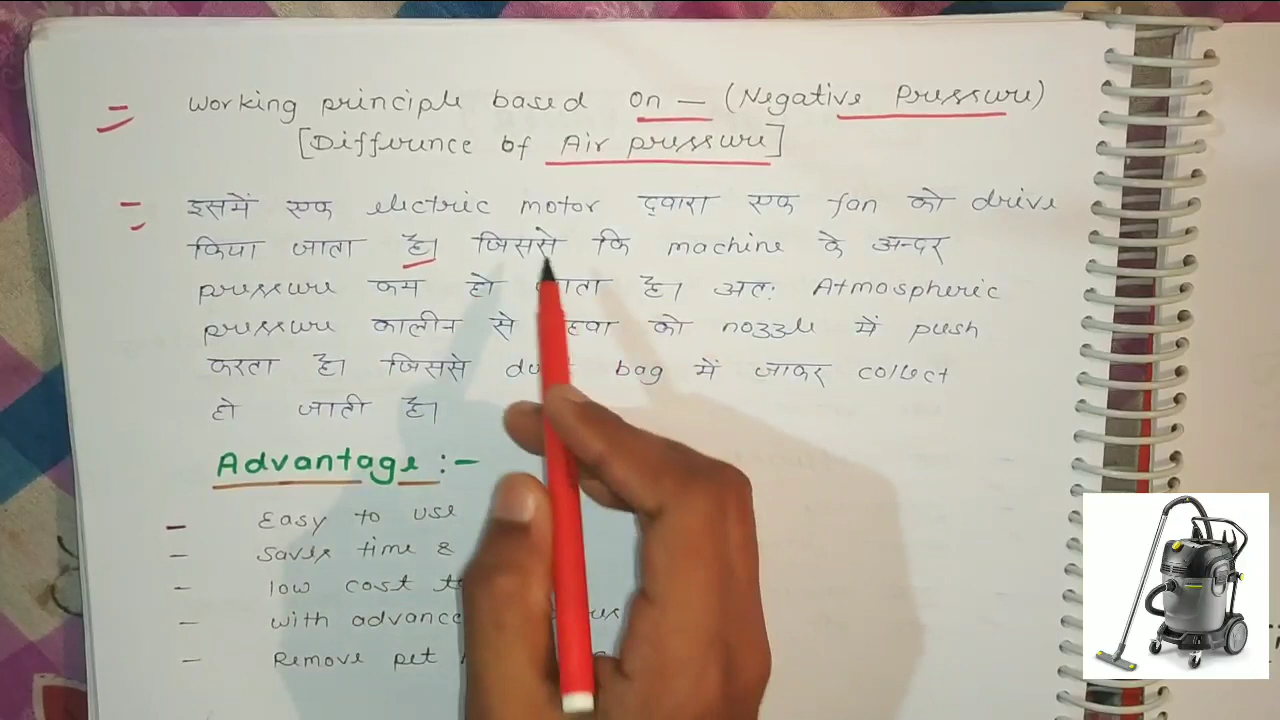 Working principle based on — (Negative Pressure)
[Difference of Air pressure]
इसमें एक electric motor द्वारा एक fan को drive
किया जाता है। जिससे कि machine के अन्दर
pressure कम हो जाता है। अतः Atmospheric
pressure कालीन से हवा को nozzle में push
करता है। जिससे dust bag में जाकर collect
हो जाती है।
Advantage :-
- Easy to use
- Saves time &
- low cost
- with advance
- Remove pet